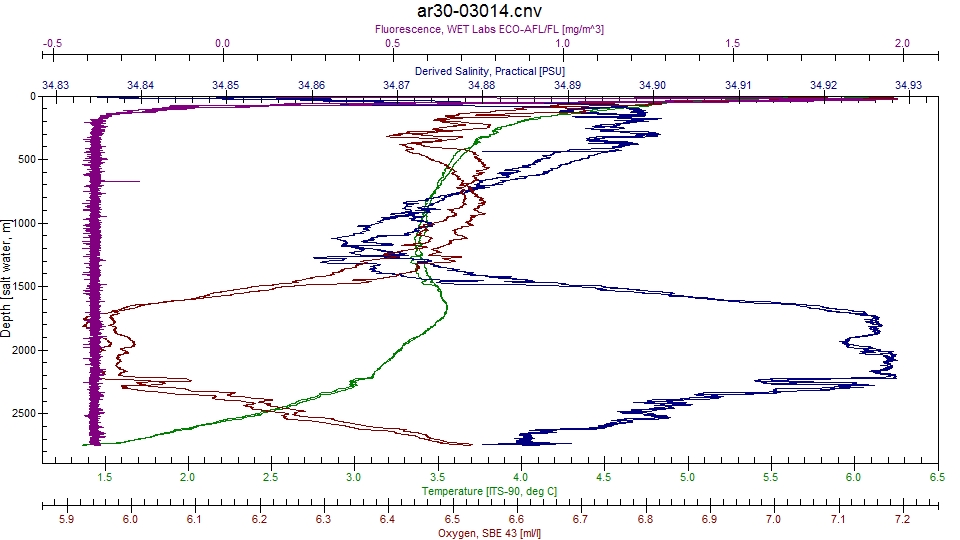 ar30-03014.cnv
Fluorescence, WET Labs ECO-AFL/FL [mg/m^3]
-0.5 0.0 0.5 1.0 1.5 2.0
Derived Salinity, Practical [PSU]
34.83 34.84 34.85 34.86 34.87 34.88 34.89 34.90 34.91 34.92 34.93
0
500
1000
1500
2000
2500
Depth [salt water, m]
1.5 2.0 2.5 3.0 3.5 4.0 4.5 5.0 5.5 6.0 6.5
Temperature [ITS-90, deg C]
5.9 6.0 6.1 6.2 6.3 6.4 6.5 6.6 6.7 6.8 6.9 7.0 7.1 7.2
Oxygen, SBE 43 [ml/l]